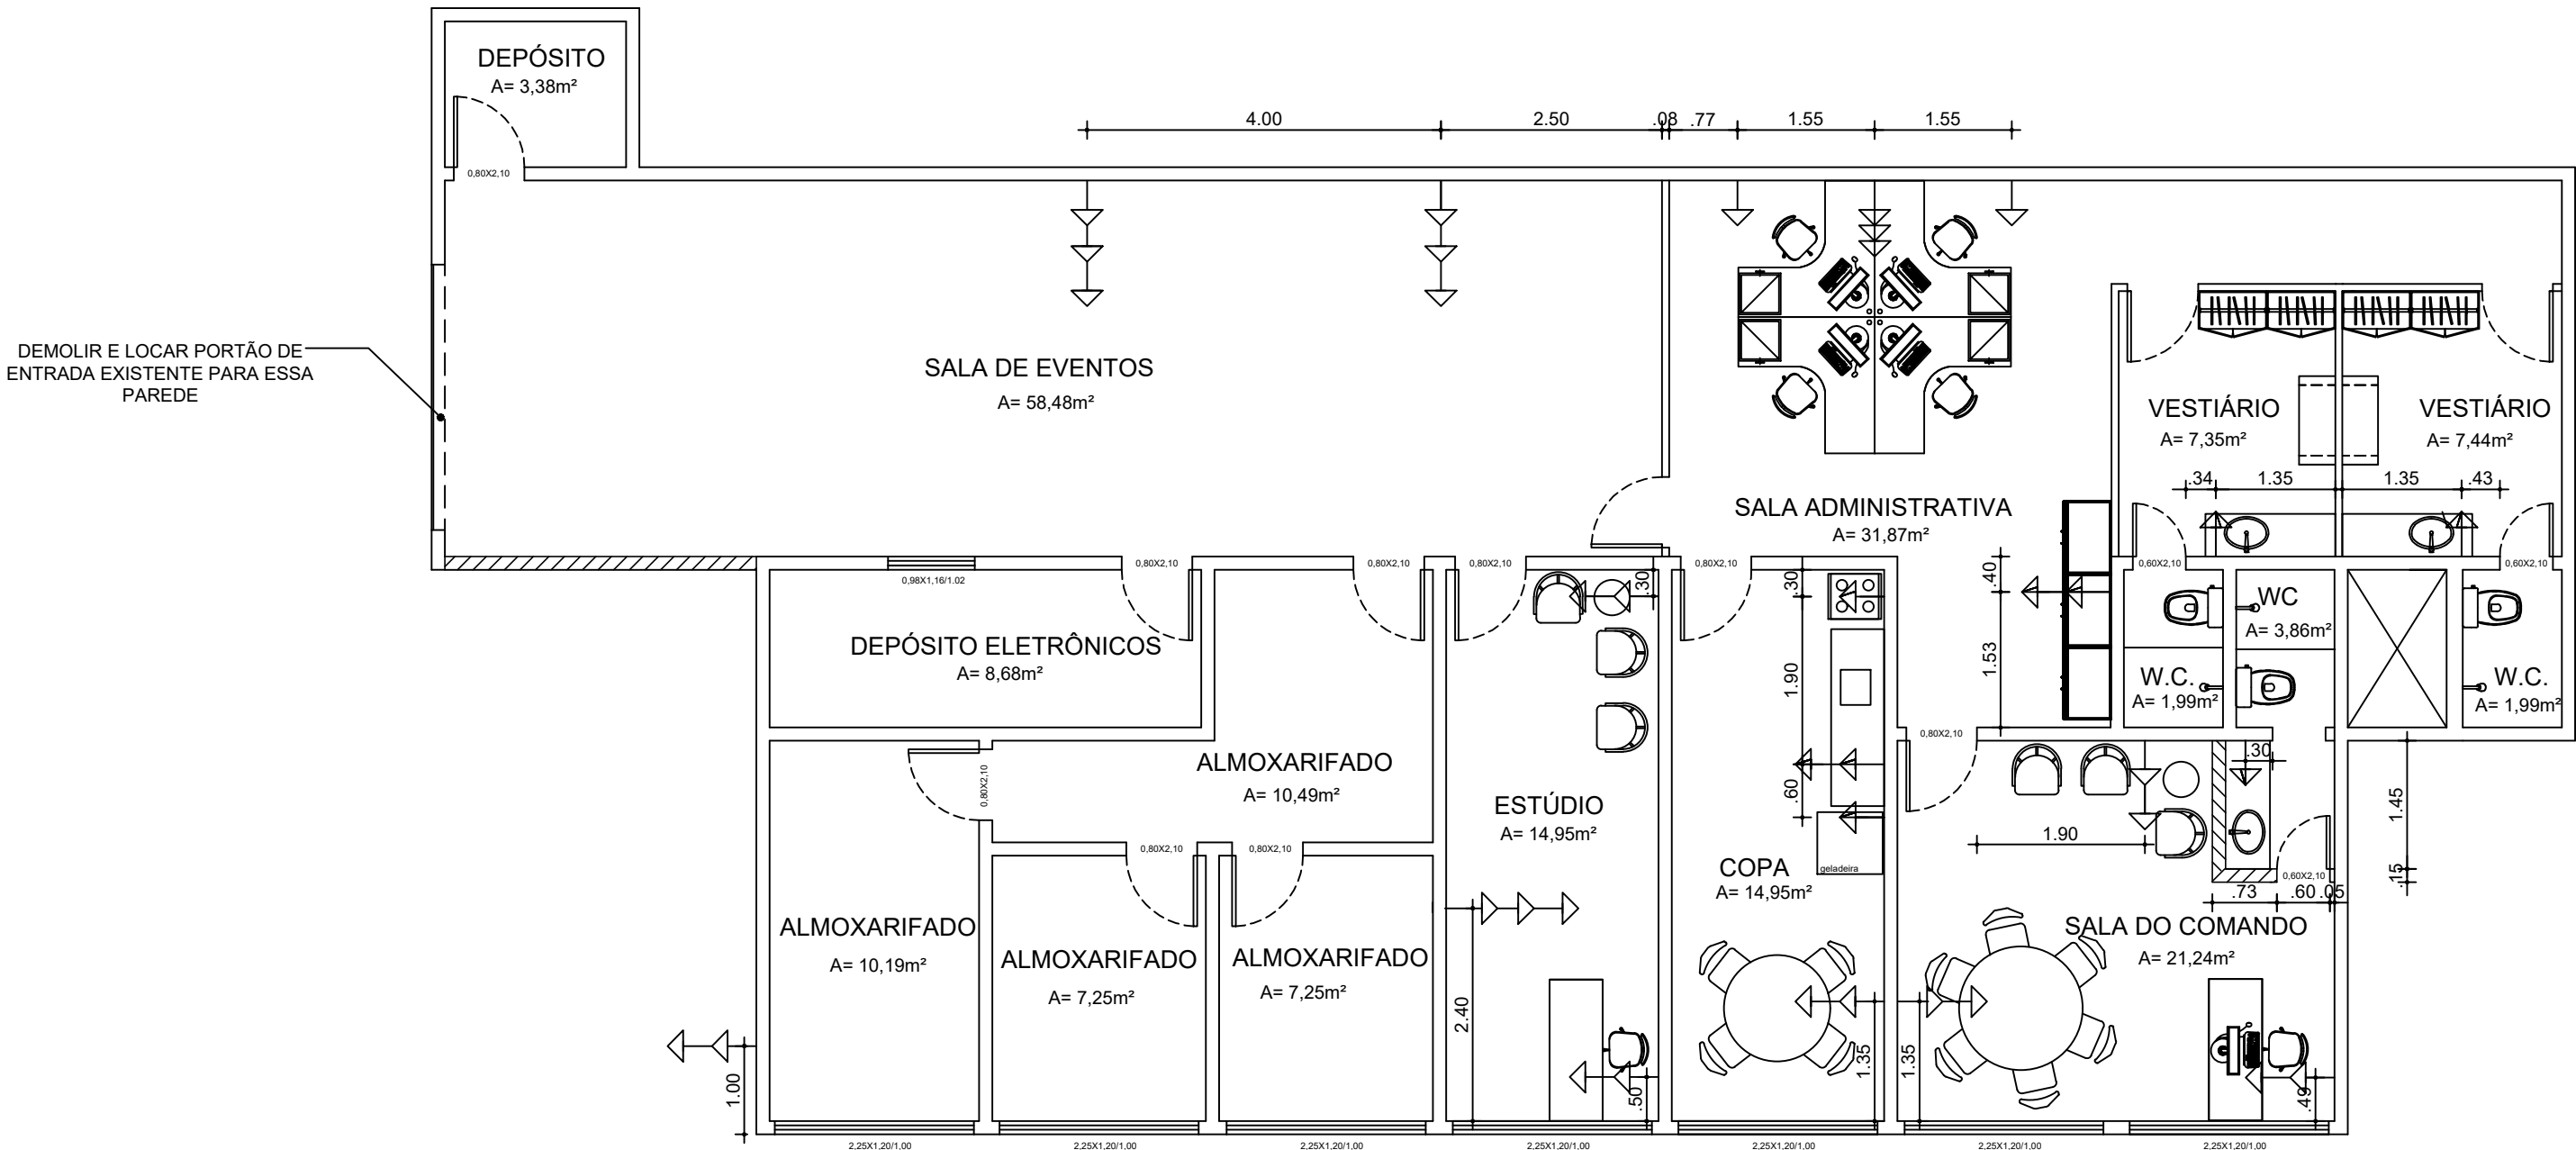 DEPÓSITO
A= 3,38m²
0,80X2,10
4.00
2.50
.08
.77
1.55
1.55
DEMOLIR E LOCAR PORTÃO DE
ENTRADA EXISTENTE PARA ESSA
PAREDE
SALA DE EVENTOS
A= 58,48m²
SALA ADMINISTRATIVA
A= 31,87m²
VESTIÁRIO
A= 7,35m²
VESTIÁRIO
A= 7,44m²
.34
1.35
1.35
.43
0,98X1,16/1.02
0,80X2,10
0,80X2,10
0,80X2,10
0,80X2,10
0,60X2,10
0,60X2,10
.30
.30
.40
1.90
1.53
.60
DEPÓSITO ELETRÔNICOS
A= 8,68m²
WC
A= 3,86m²
W.C.
A= 1,99m²
W.C.
A= 1,99m²
0,80X2,10
0,80X2,10
ALMOXARIFADO
A= 10,49m²
0,80X2,10
0,80X2,10
ESTÚDIO
A= 14,95m²
COPA
A= 14,95m²
geladeira
.30
1.90
1.45
.15
0,60X2,10
.73
.60
.05
SALA DO COMANDO
A= 21,24m²
ALMOXARIFADO
A= 10,19m²
ALMOXARIFADO
A= 7,25m²
ALMOXARIFADO
A= 7,25m²
2.40
1.00
.50
1.35
1.35
.49
2,25X1,20/1,00
2,25X1,20/1,00
2,25X1,20/1,00
2,25X1,20/1,00
2,25X1,20/1,00
2,25X1,20/1,00
2,25X1,20/1,00